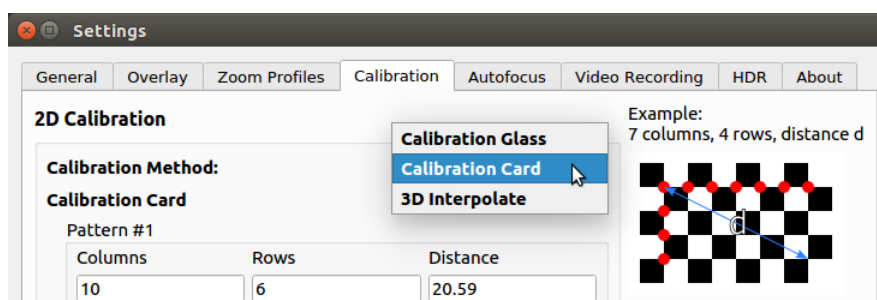 Settings
General Overlay Zoom Profiles Calibration Autofocus Video Recording HDR About
2D Calibration
Example:
7 columns, 4 rows, distance d
Calibration Method:
Calibration Glass
Calibration Card
3D Interpolate
Calibration Card
Pattern #1
Columns Rows Distance
10 6 20.59
d